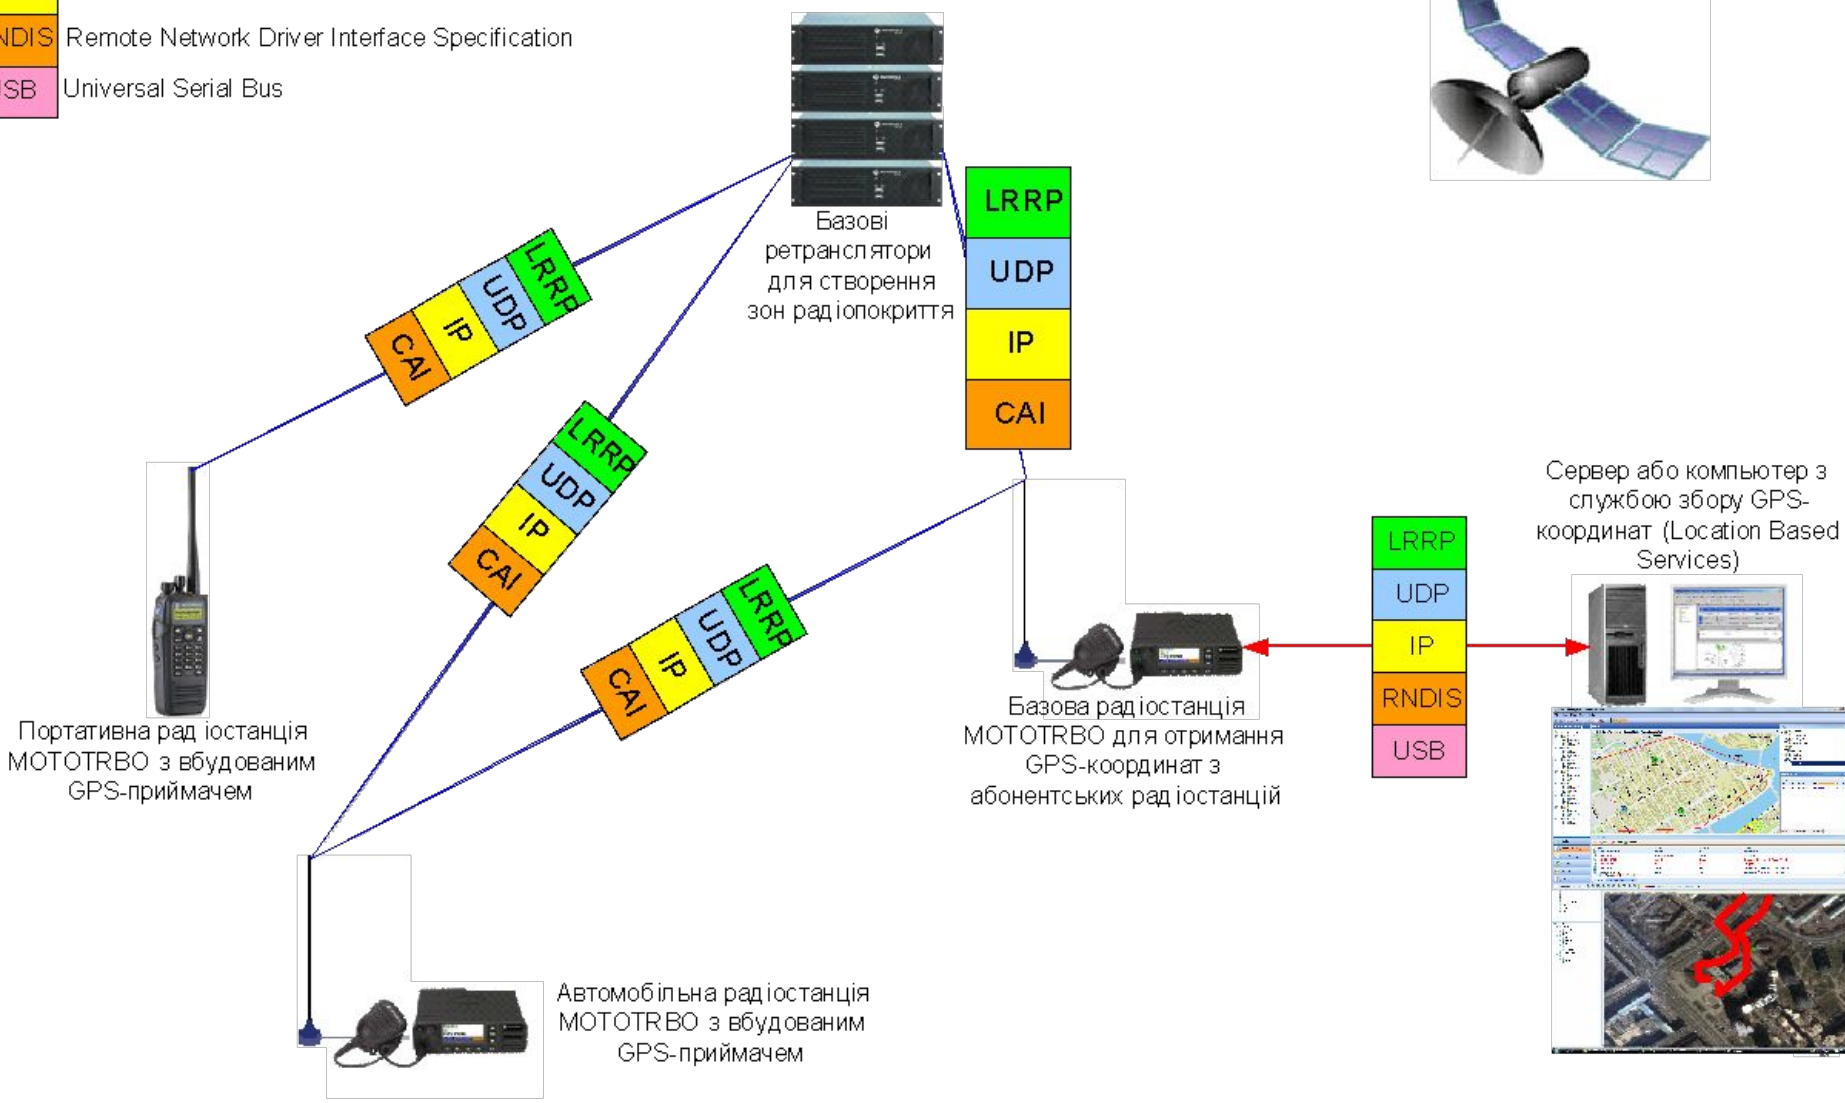 NDIS Remote Network Driver Interface Specification
SB Universal Serial Bus
Базові
ретранслятори
для створення
зон радіопокриття
LRRP
UDP
IP
CAI
LRRP
UDP
IP
CAI
LRRP
UDP
IP
CAI
LRRP
UDP
IP
CAI
Портативна радіостанція
MOTOTRBO з вбудованим
GPS-приймачем
Базова радіостанція
MOTOTRBO для отримання
GPS-координат з
абонентських радіостанцій
LRRP
UDP
IP
RNDIS
USB
Сервер або компьютер з
службою збору GPS-
координат (Location Based
Services)
Автомобільна радіостанція
MOTOTRBO з вбудованим
GPS-приймачем